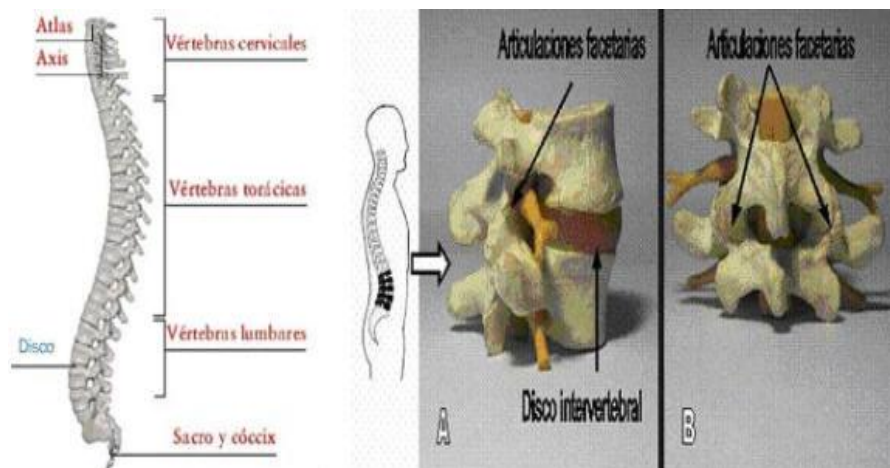 Atlas
Axis
Vértebras cervicales
Vértebras torácicas
Vértebras lumbares
Disco
Sacro y cóccix
Articulaciones facetarias
Disco intervertebral
A
Articulaciones facetarias
B